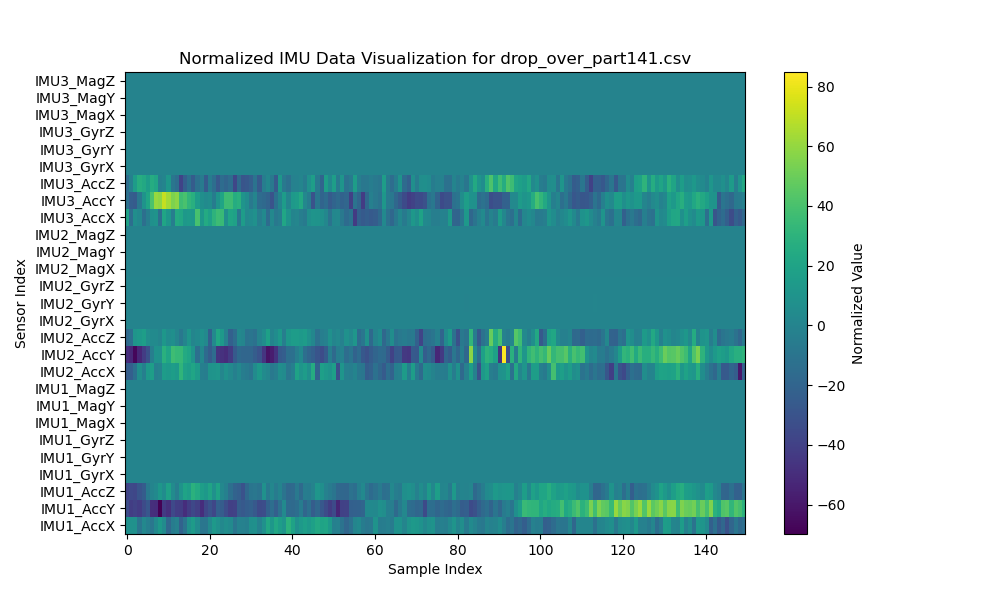 Normalized IMU Data Visualization for drop_over_part141.csv
IMU3_MagZ
IMU3_MagY
IMU3_MagX
IMU3_GyrZ
IMU3_GyrY
IMU3_GyrX
IMU3_AccZ
IMU3_AccY
IMU3_AccX
IMU2_MagZ
IMU2_MagY
IMU2_MagX
IMU2_GyrZ
IMU2_GyrY
IMU2_GyrX
IMU2_AccZ
IMU2_AccY
IMU2_AccX
IMU1_MagZ
IMU1_MagY
IMU1_MagX
IMU1_GyrZ
IMU1_GyrY
IMU1_GyrX
IMU1_AccZ
IMU1_AccY
IMU1_AccX
Sensor Index
0 20 40 60 80 100 120 140
Sample Index
80
60
40
20
0
−20
−40
−60
Normalized Value